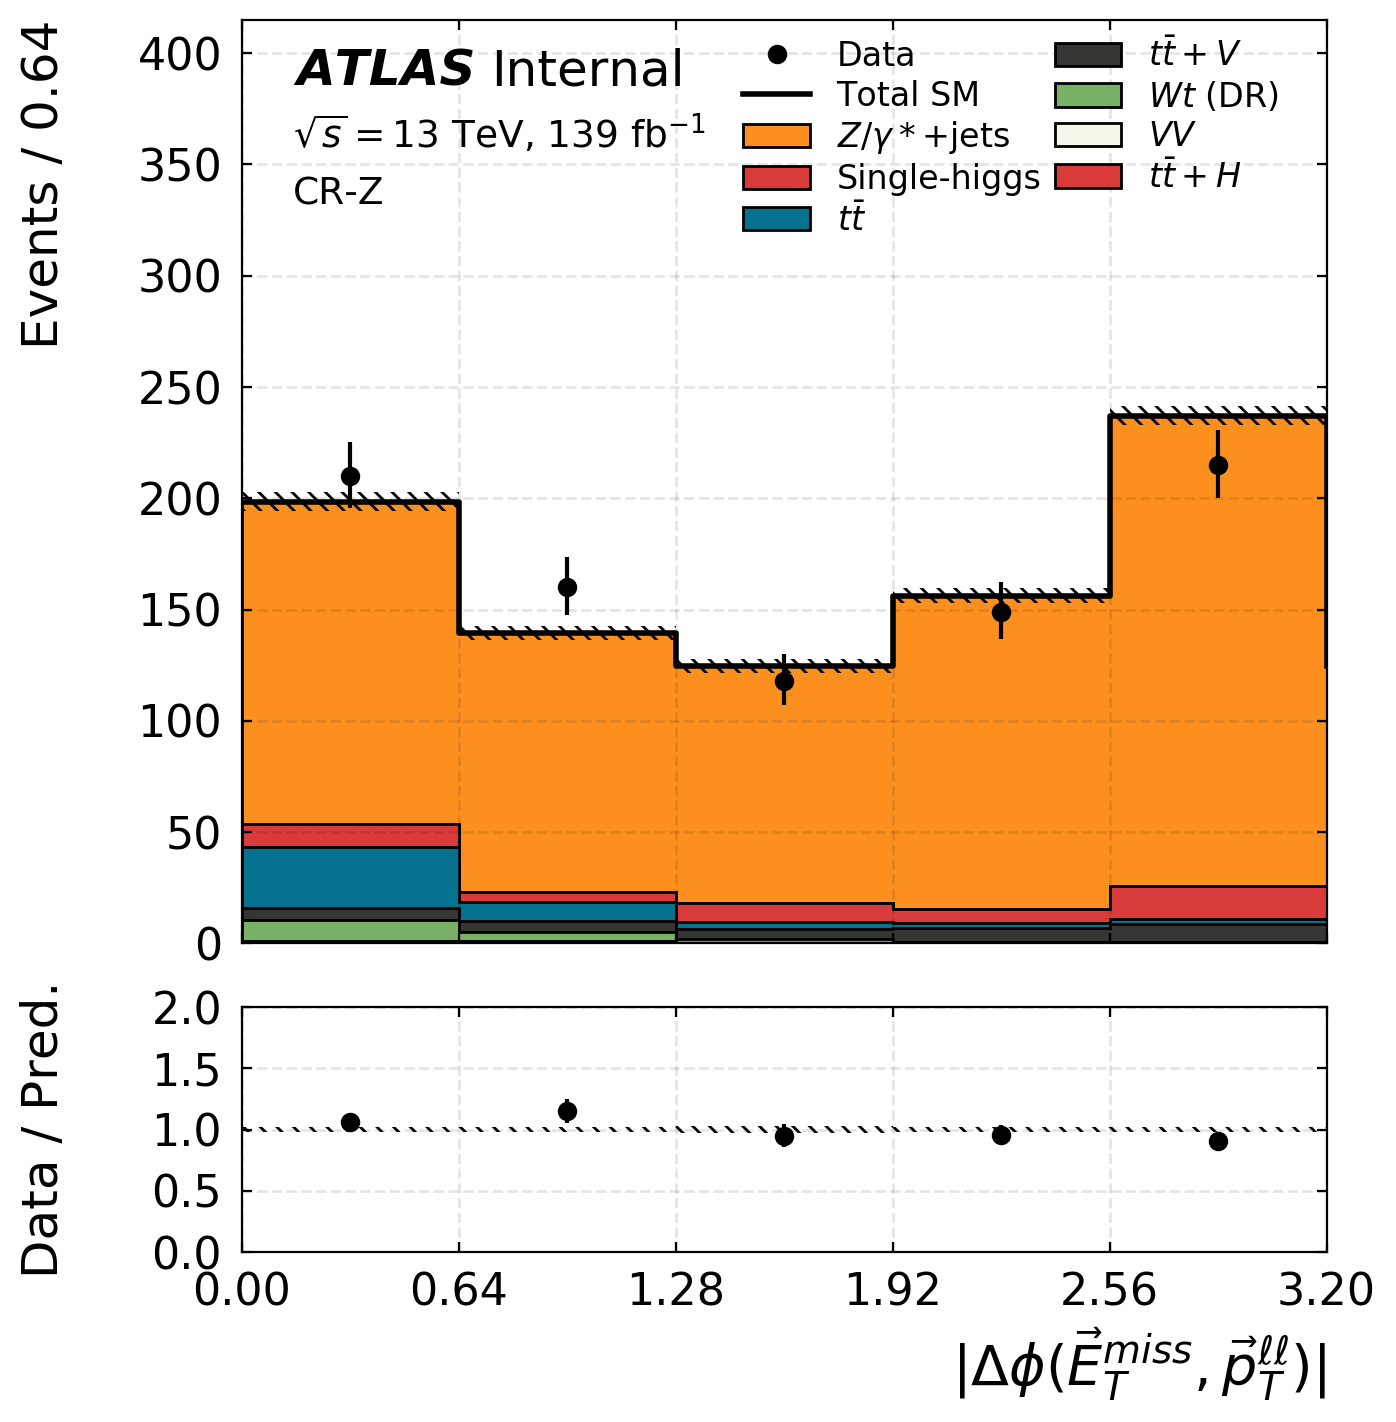 Events / 0.64
400
350
300
250
200
150
100
50
0
ATLAS Internal
√s = 13 TeV, 139 fb⁻¹
CR-Z
Data
Total SM
Z/γ*+jets
Single-higgs
tt̄
tt̄ + V
Wt (DR)
VV
tt̄ + H
Data / Pred.
2.0
1.5
1.0
0.5
0.0
0.00 0.64 1.28 1.92 2.56 3.20
|Δϕ(E⃗_T^miss, p⃗_T^ℓℓ)|